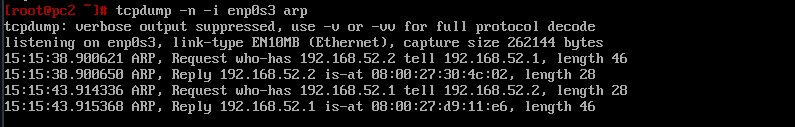 [root@pc2 ~]# tcpdump -n -i enp0s3 arp
tcpdump: verbose output suppressed, use -v or -vv for full protocol decode
listening on enp0s3, link-type EN10MB (Ethernet), capture size 262144 bytes
15:15:38.900621 ARP, Request who-has 192.168.52.2 tell 192.168.52.1, length 46
15:15:38.900650 ARP, Reply 192.168.52.2 is-at 08:00:27:30:4c:02, length 28
15:15:43.914336 ARP, Request who-has 192.168.52.1 tell 192.168.52.2, length 28
15:15:43.915368 ARP, Reply 192.168.52.1 is-at 08:00:27:d9:11:e6, length 46